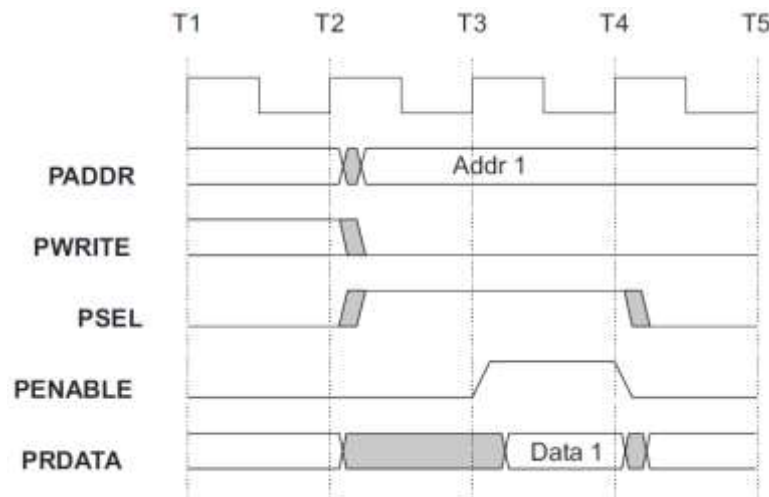 T1 T2 T3 T4 T5
PADDR Addr 1
PWRITE
PSEL
PENABLE
PRDATA Data 1